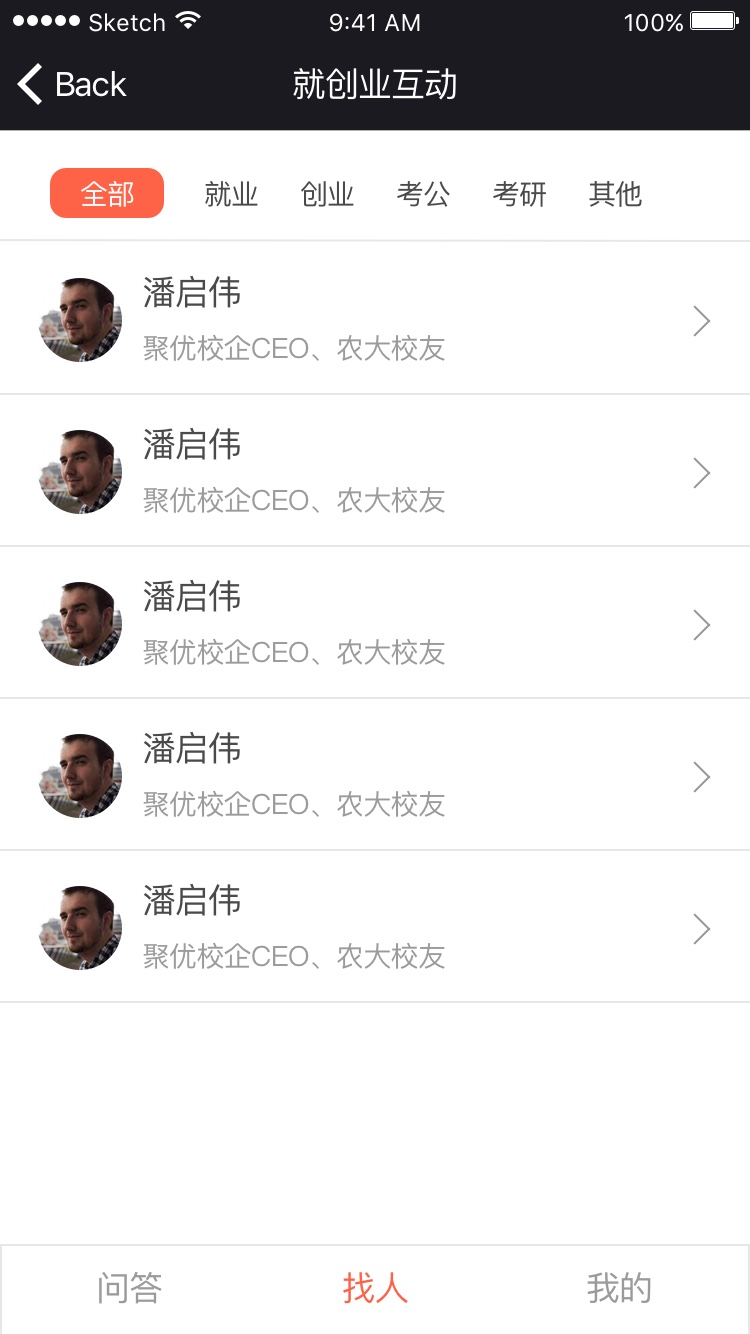 Sketch 9:41 AM 100%
Back 就创业互动
全部 就业 创业 考公 考研 其他
潘启伟
聚优校企CEO、农大校友
潘启伟
聚优校企CEO、农大校友
潘启伟
聚优校企CEO、农大校友
潘启伟
聚优校企CEO、农大校友
潘启伟
聚优校企CEO、农大校友
问答 找人 我的